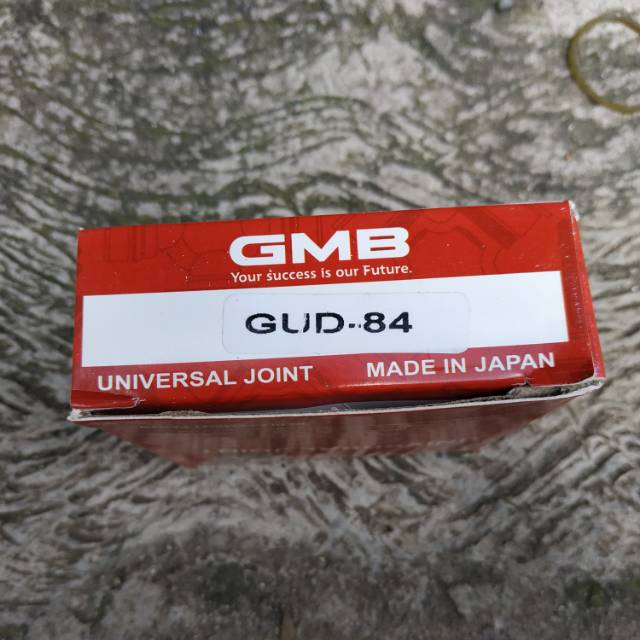 GMB
Your success is our Future.
GUD-84
UNIVERSAL JOINT MADE IN JAPAN